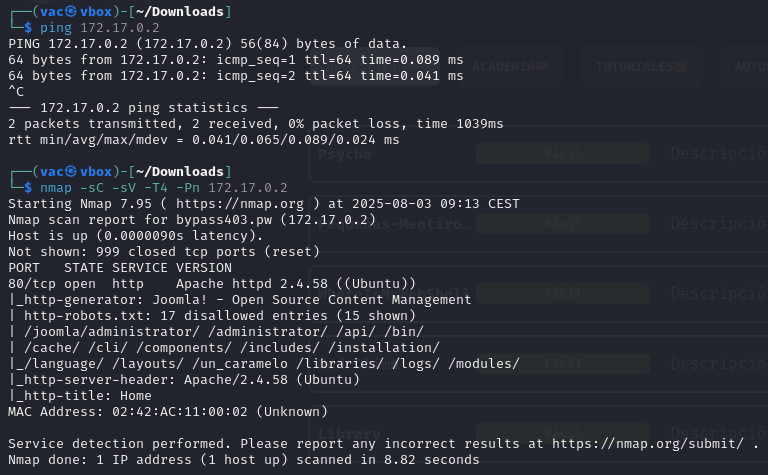 ┌──(vac㉿vbox)-[~/Downloads]
└─$ ping 172.17.0.2
PING 172.17.0.2 (172.17.0.2) 56(84) bytes of data.
64 bytes from 172.17.0.2: icmp_seq=1 ttl=64 time=0.089 ms
ACADEMIA
TUTORIALES
64 bytes from 172.17.0.2: icmp_seq=2 ttl=64 time=0.041 ms
^C
--- 172.17.0.2 ping statistics ---
2 packets transmitted, 2 received, 0% packet loss, time 1039ms
rtt min/avg/max/mdev = 0.041/0.065/0.089/0.024 ms
Psycho
Fácil
┌──(vac㉿vbox)-[~/Downloads]
└─$ nmap -sC -sV -T4 -Pn 172.17.0.2
Starting Nmap 7.95 ( https://nmap.org ) at 2025-08-03 09:13 CEST
Nmap scan report for bypass403.pw (172.17.0.2)
Host is up (0.0000090s latency).
Not shown: 999 closed tcp ports (reset)
PORT   STATE SERVICE VERSION
80/tcp open  http    Apache httpd 2.4.58 ((Ubuntu))
|_http-generator: Joomla! - Open Source Content Management
| http-robots.txt: 17 disallowed entries (15 shown)
| /joomla/administrator/ /administrator/ /api/ /bin/
| /cache/ /cli/ /components/ /includes/ /installation/
|_/language/ /layouts/ /un_caramelo /libraries/ /logs/ /modules/
|_http-server-header: Apache/2.4.58 (Ubuntu)
|_http-title: Home
MAC Address: 02:42:AC:11:00:02 (Unknown)
Library
Fácil
Service detection performed. Please report any incorrect results at https://nmap.org/submit/ .
Nmap done: 1 IP address (1 host up) scanned in 8.82 seconds